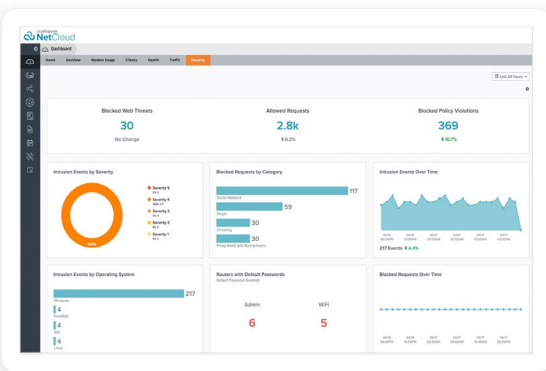 cradlepoint
NetCloud
Dashboard
Home GeoView Modem Usage Clients Health Traffic Security
Last 24 Hours
Blocked Web Threats
30
No Change
Allowed Requests
2.8k
6.3%
Blocked Policy Violations
369
Intrusion Events by Severity
Severity 5
Severity 4
Severity 3
Severity 2
Severity 1
100%
Blocked Requests by Category
117
Social Network
59
Illegal
30
Cheating
30
Proxy Avoid and Anonymizers
Intrusion Events Over Time
217 Events 4.4%
Intrusion Events by Operating System
217
Windows
4
FreeBSD
4
iOS
4
Linux
Routers with Default Passwords
Default Password Enabled
Admin
6
WiFi
5
Blocked Requests Over Time